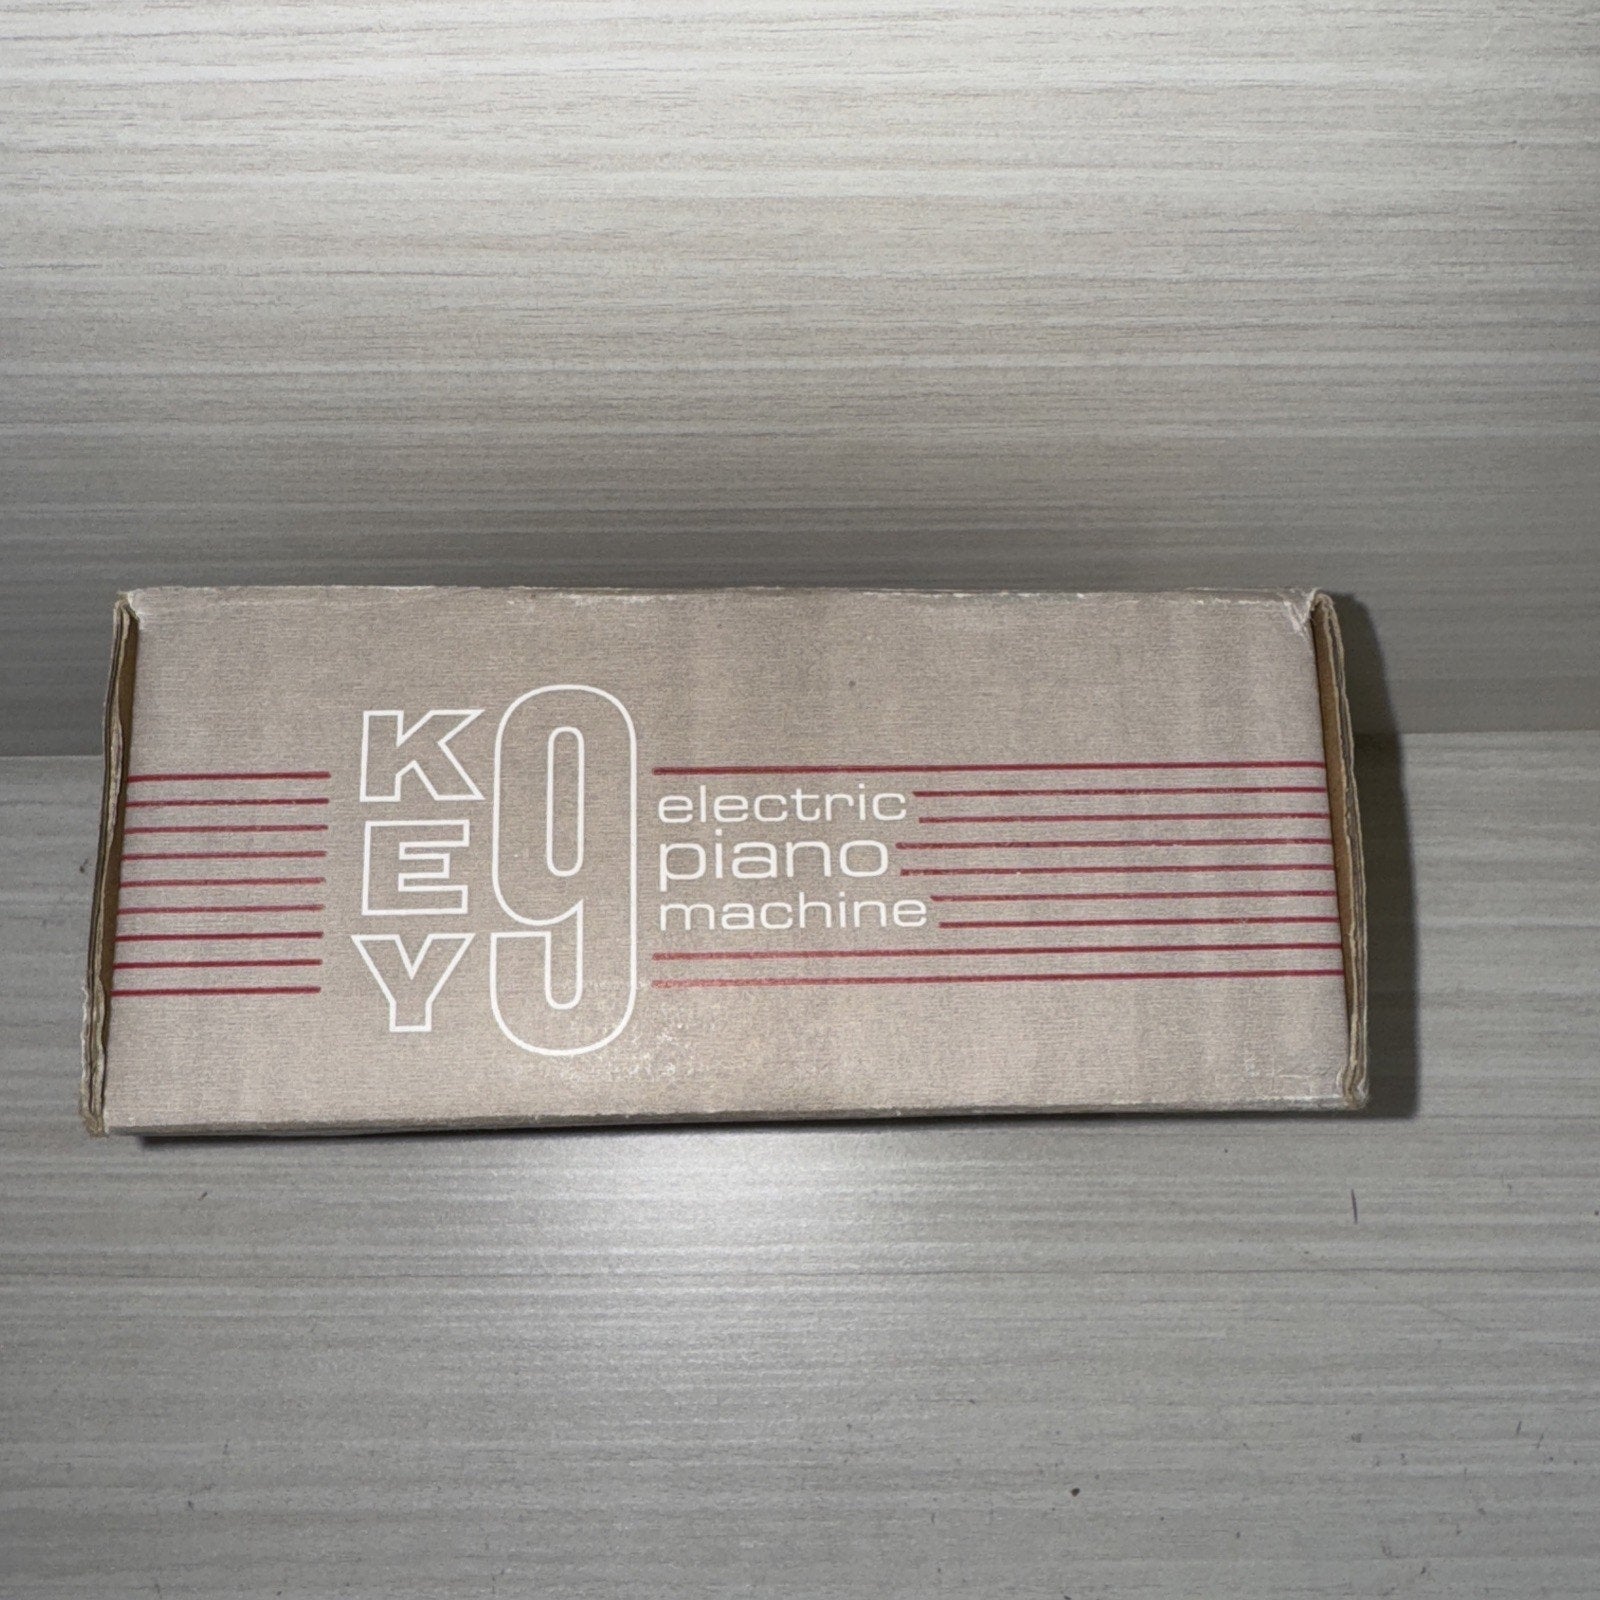 KEY9
electric
piano
machine